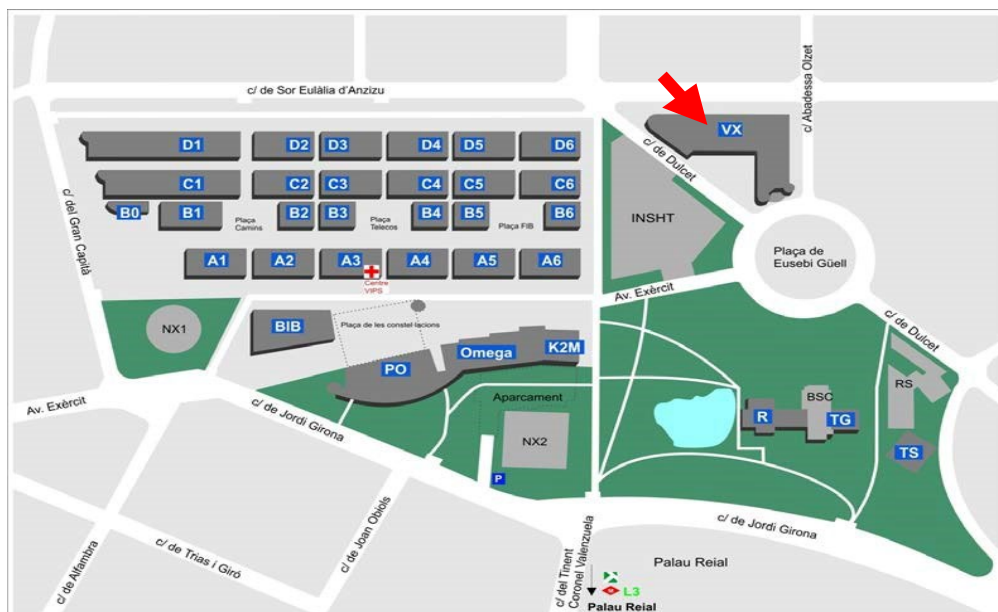 c/ de Sor Eulàlia d'Anzizu
c/ Abadessa Olzet
VX
D1
D2
D3
D4
D5
D6
c/ de Dulcet
C1
C2
C3
C4
C5
C6
c/ del Gran Capità
B0
B1
Plaça
Camins
B2
B3
Plaça
Telecos
B4
B5
Plaça FIB
B6
INSHT
Plaça de
Eusebi Güell
A1
A2
A3
A4
A5
A6
Centre
VIPS
Av. Exèrcit
NX1
BIB
Plaça de les constel·lacions
PO
Omega
K2M
c/ de Dulcet
RS
BSC
R
TG
TS
Av. Exèrcit
c/ de Jordi Girona
Aparcament
NX2
P
c/ de Jordi Girona
c/ de Alfambra
c/ de Trias i Giró
c/ de Joan Obiols
c/ del Tinent
Coronel Valenzuela
Palau Reial
L3
Palau Reial